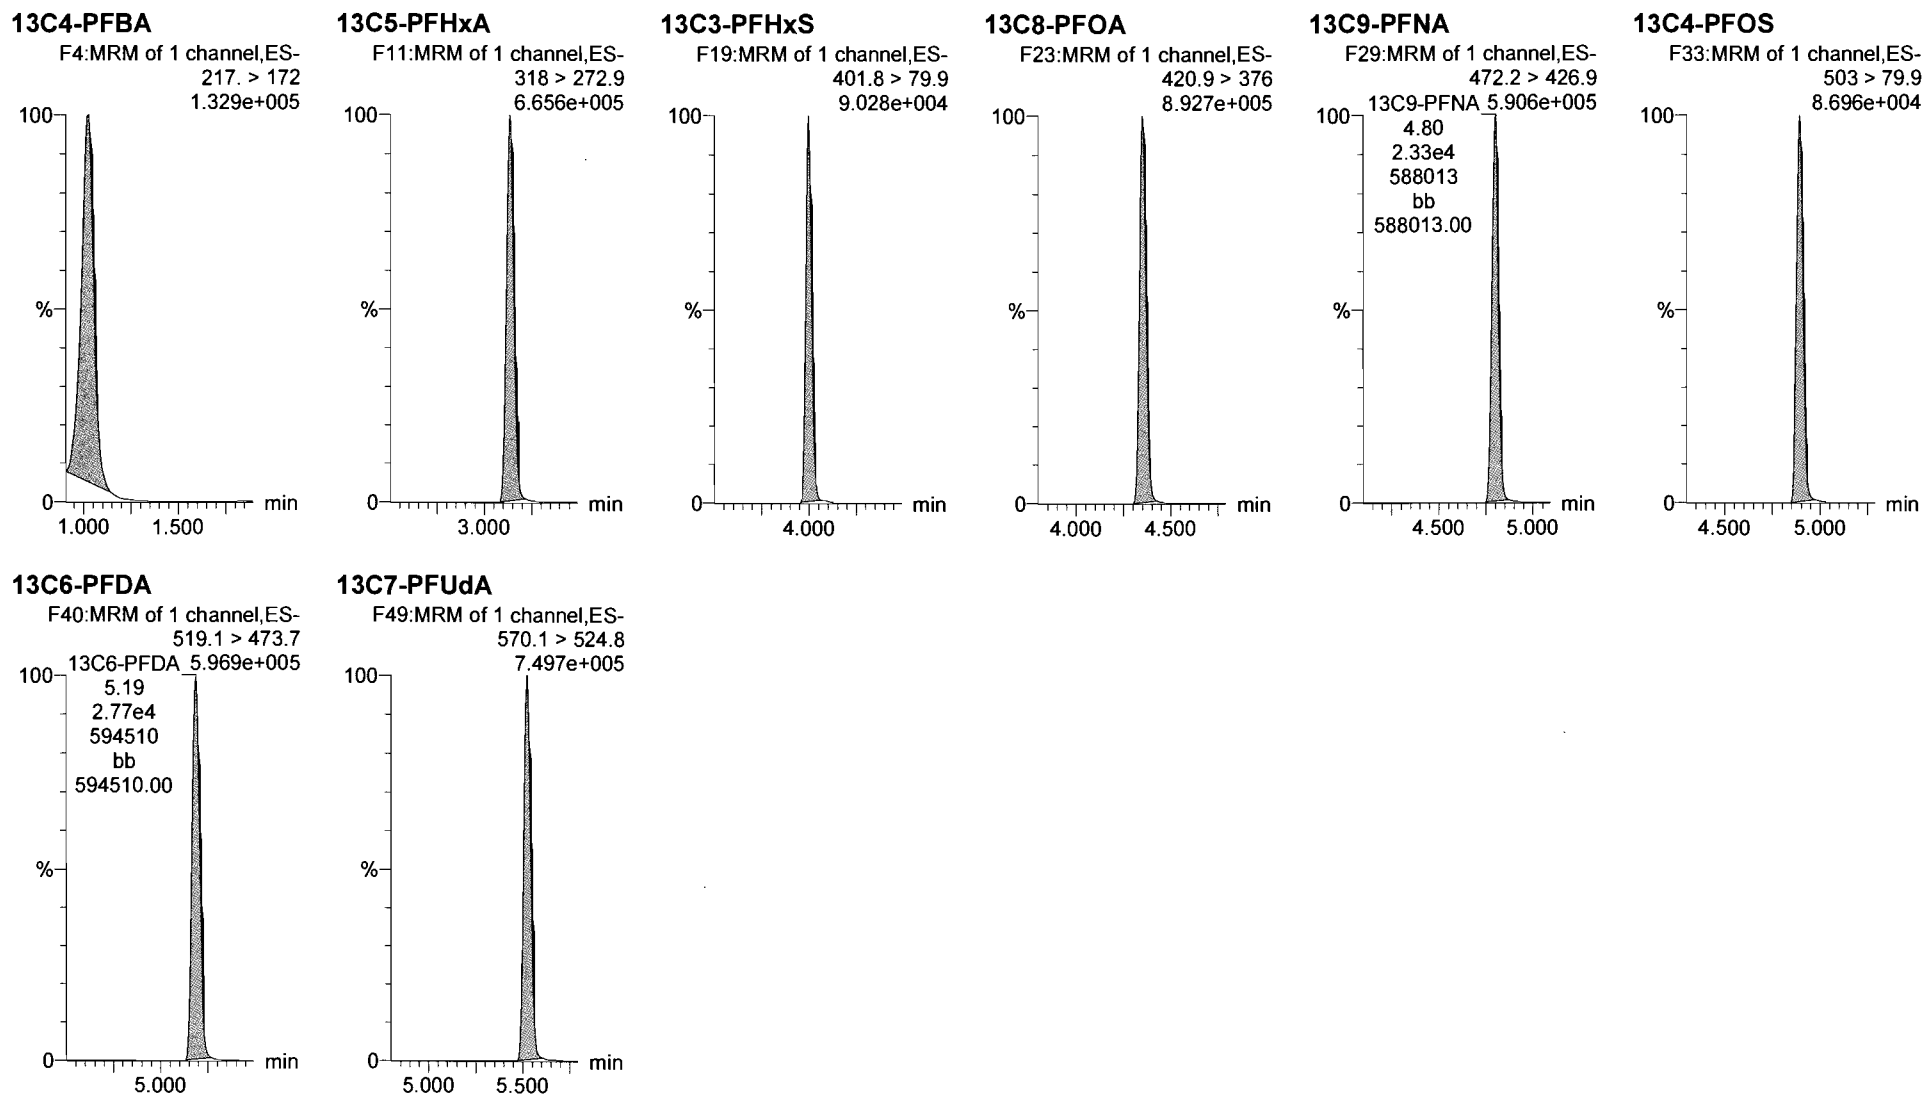 13C4-PFBA
F4:MRM of 1 channel,ES-
217. > 172
1.329e+005
100
%
0
min
1.000 1.500
13C5-PFHxA
F11:MRM of 1 channel,ES-
318 > 272.9
6.656e+005
100
%
0
min
3.000
13C3-PFHxS
F19:MRM of 1 channel,ES-
401.8 > 79.9
9.028e+004
100
%
0
min
4.000
13C8-PFOA
F23:MRM of 1 channel,ES-
420.9 > 376
8.927e+005
100
%
0
min
4.000 4.500
13C9-PFNA
F29:MRM of 1 channel,ES-
472.2 > 426.9
13C9-PFNA 5.906e+005
100
4.80
2.33e4
588013
bb
588013.00
%
0
min
4.500 5.000
13C4-PFOS
F33:MRM of 1 channel,ES-
503 > 79.9
8.696e+004
100
%
0
min
4.500 5.000
13C6-PFDA
F40:MRM of 1 channel,ES-
519.1 > 473.7
13C6-PFDA 5.969e+005
100
5.19
2.77e4
594510
bb
594510.00
%
0
min
5.000
13C7-PFUdA
F49:MRM of 1 channel,ES-
570.1 > 524.8
7.497e+005
100
%
0
min
5.000 5.500